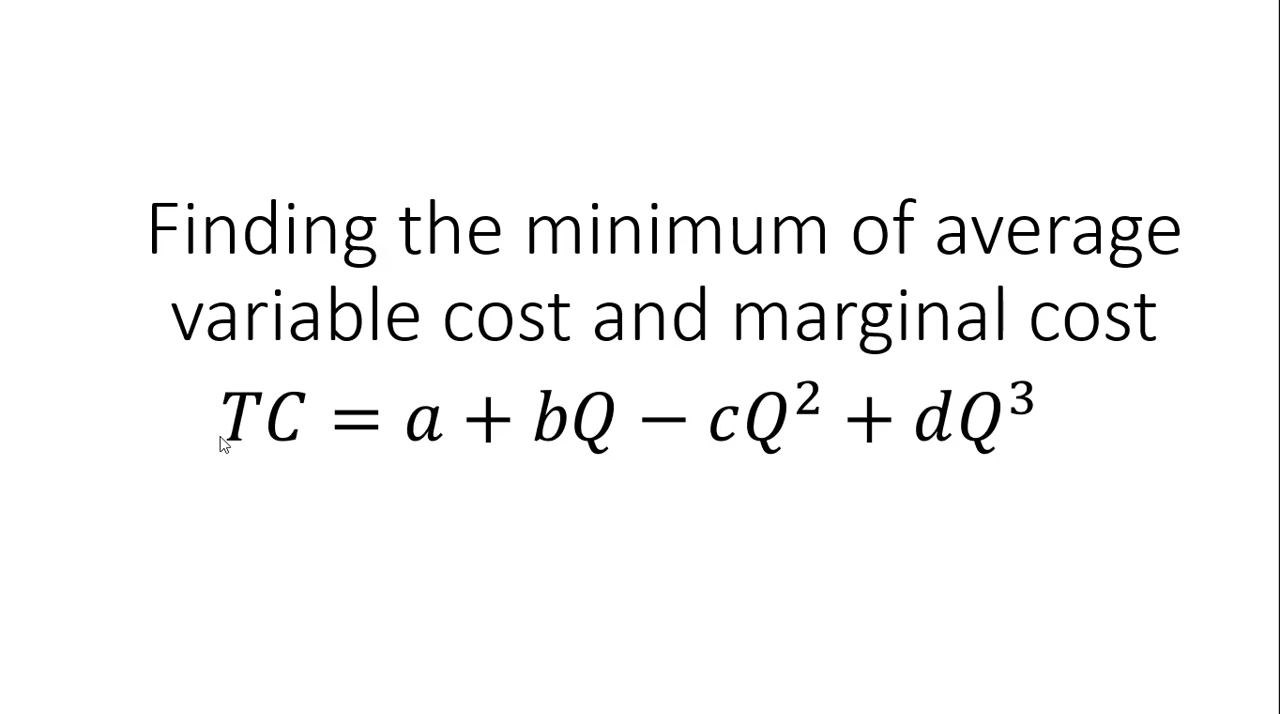 Finding the minimum of average
variable cost and marginal cost
TC = a + bQ − cQ² + dQ³